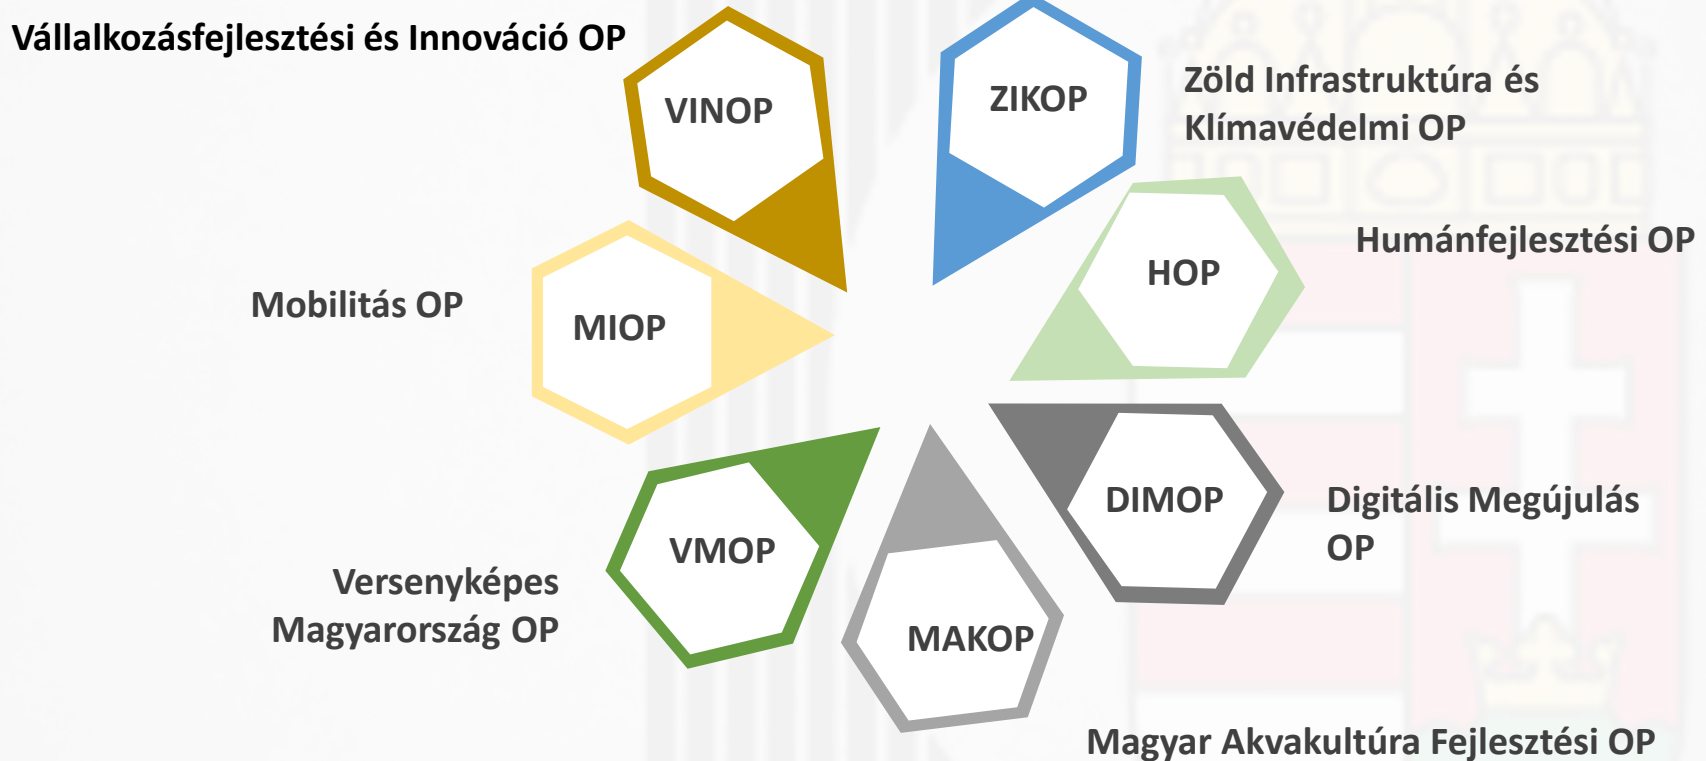 Vállalkozásfejlesztési és Innováció OP
VINOP
ZIKOP
Zöld Infrastruktúra és
Klímavédelmi OP
Humánfejlesztési OP
HOP
Mobilitás OP
MIOP
DIMOP
Digitális Megújulás
OP
VMOP
Versenyképes
Magyarország OP
MAKOP
Magyar Akvakultúra Fejlesztési OP